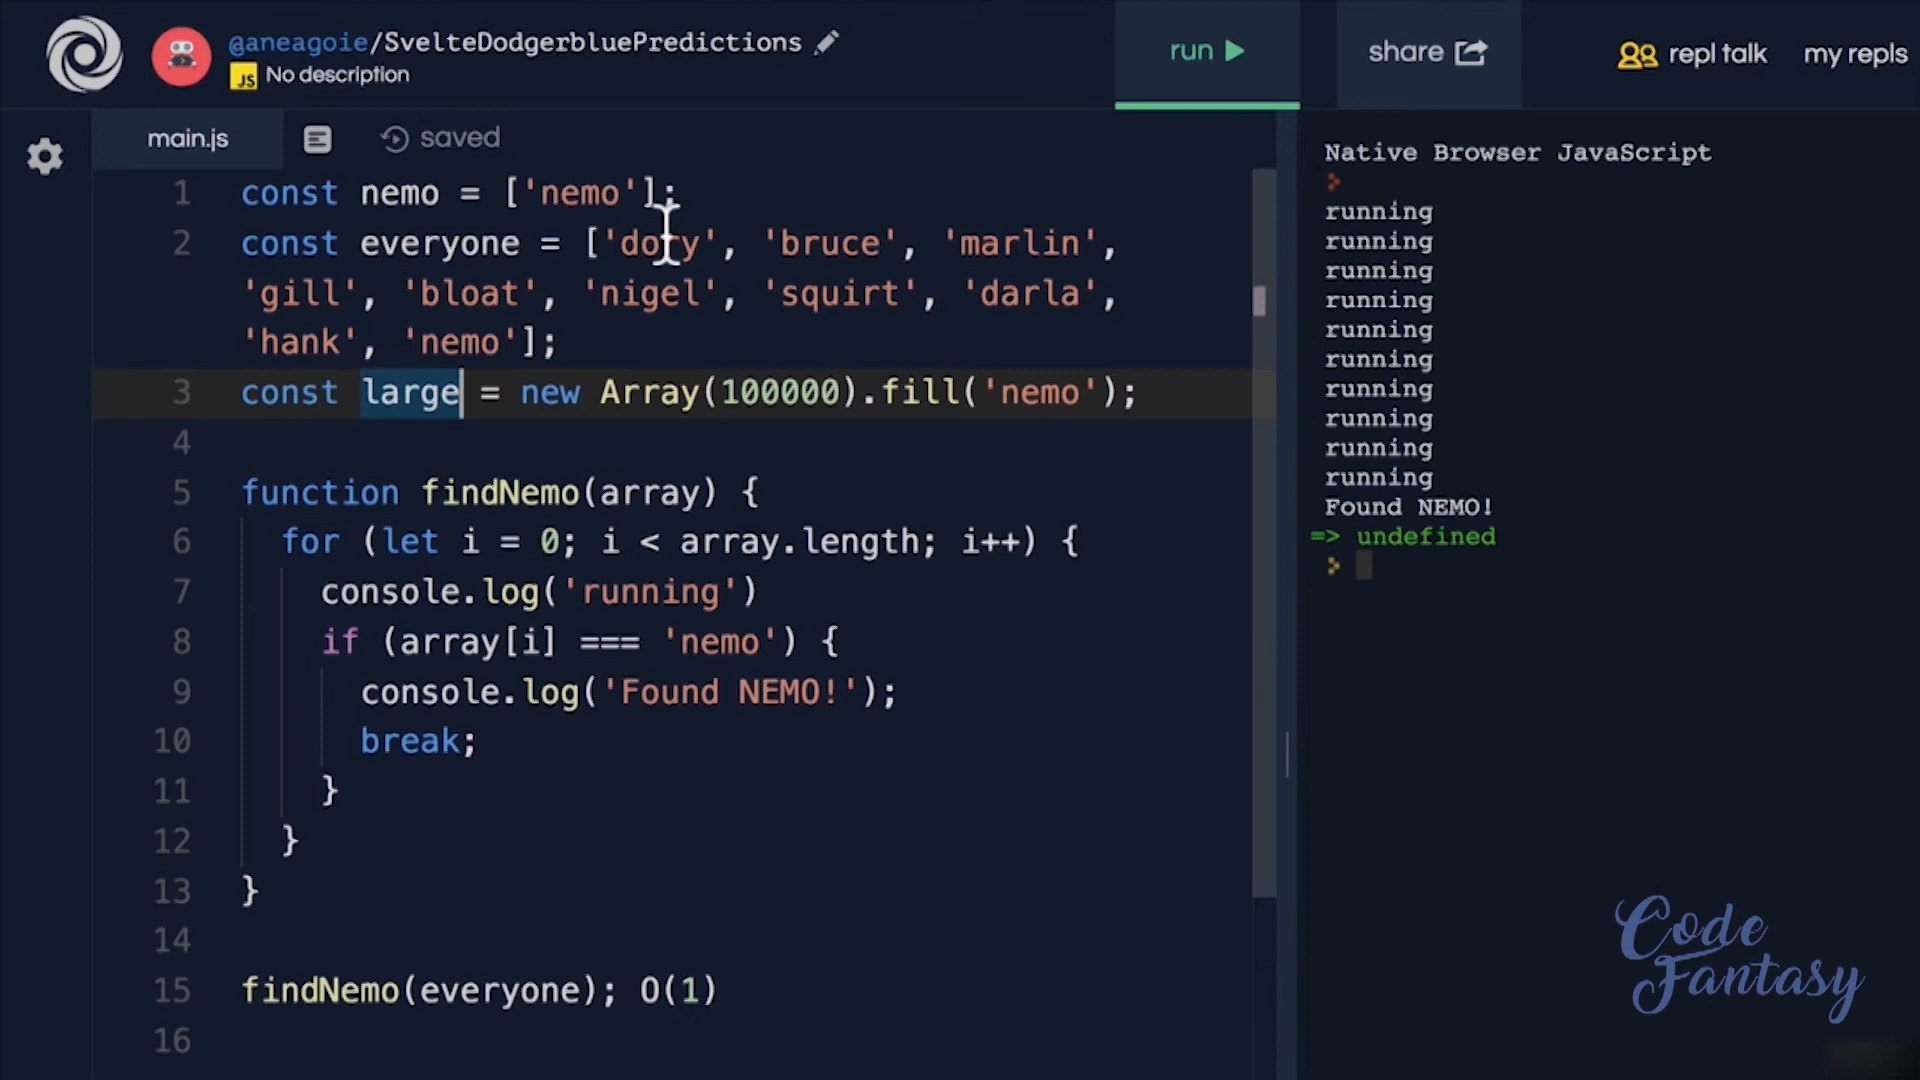 @aneagoie/SvelteDodgerbluePredictions
JS No description
run
share
repl talk
my repls
main.js
saved
1 const nemo = ['nemo'];
2 const everyone = ['dory', 'bruce', 'marlin',
'gill', 'bloat', 'nigel', 'squirt', 'darla',
'hank', 'nemo'];
3 const large = new Array(100000).fill('nemo');
4
5 function findNemo(array) {
6 for (let i = 0; i < array.length; i++) {
7 console.log('running')
8 if (array[i] === 'nemo') {
9 console.log('Found NEMO!');
10 break;
11 }
12 }
13 }
14
15 findNemo(everyone); O(1)
16
Native Browser JavaScript
running
running
running
running
running
running
running
running
running
running
Found NEMO!
=> undefined
Code
Fantasy